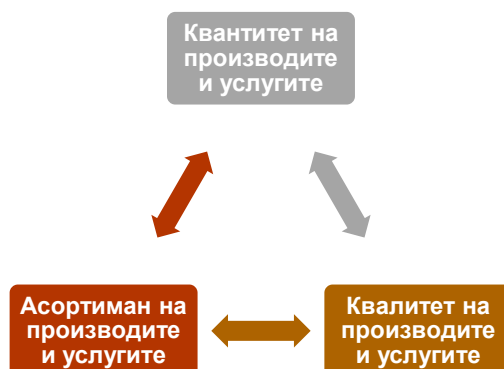 Квантитет на
производите
и услугите
Асортиман на
производите
и услугите
Квалитет на
производите
и услугите